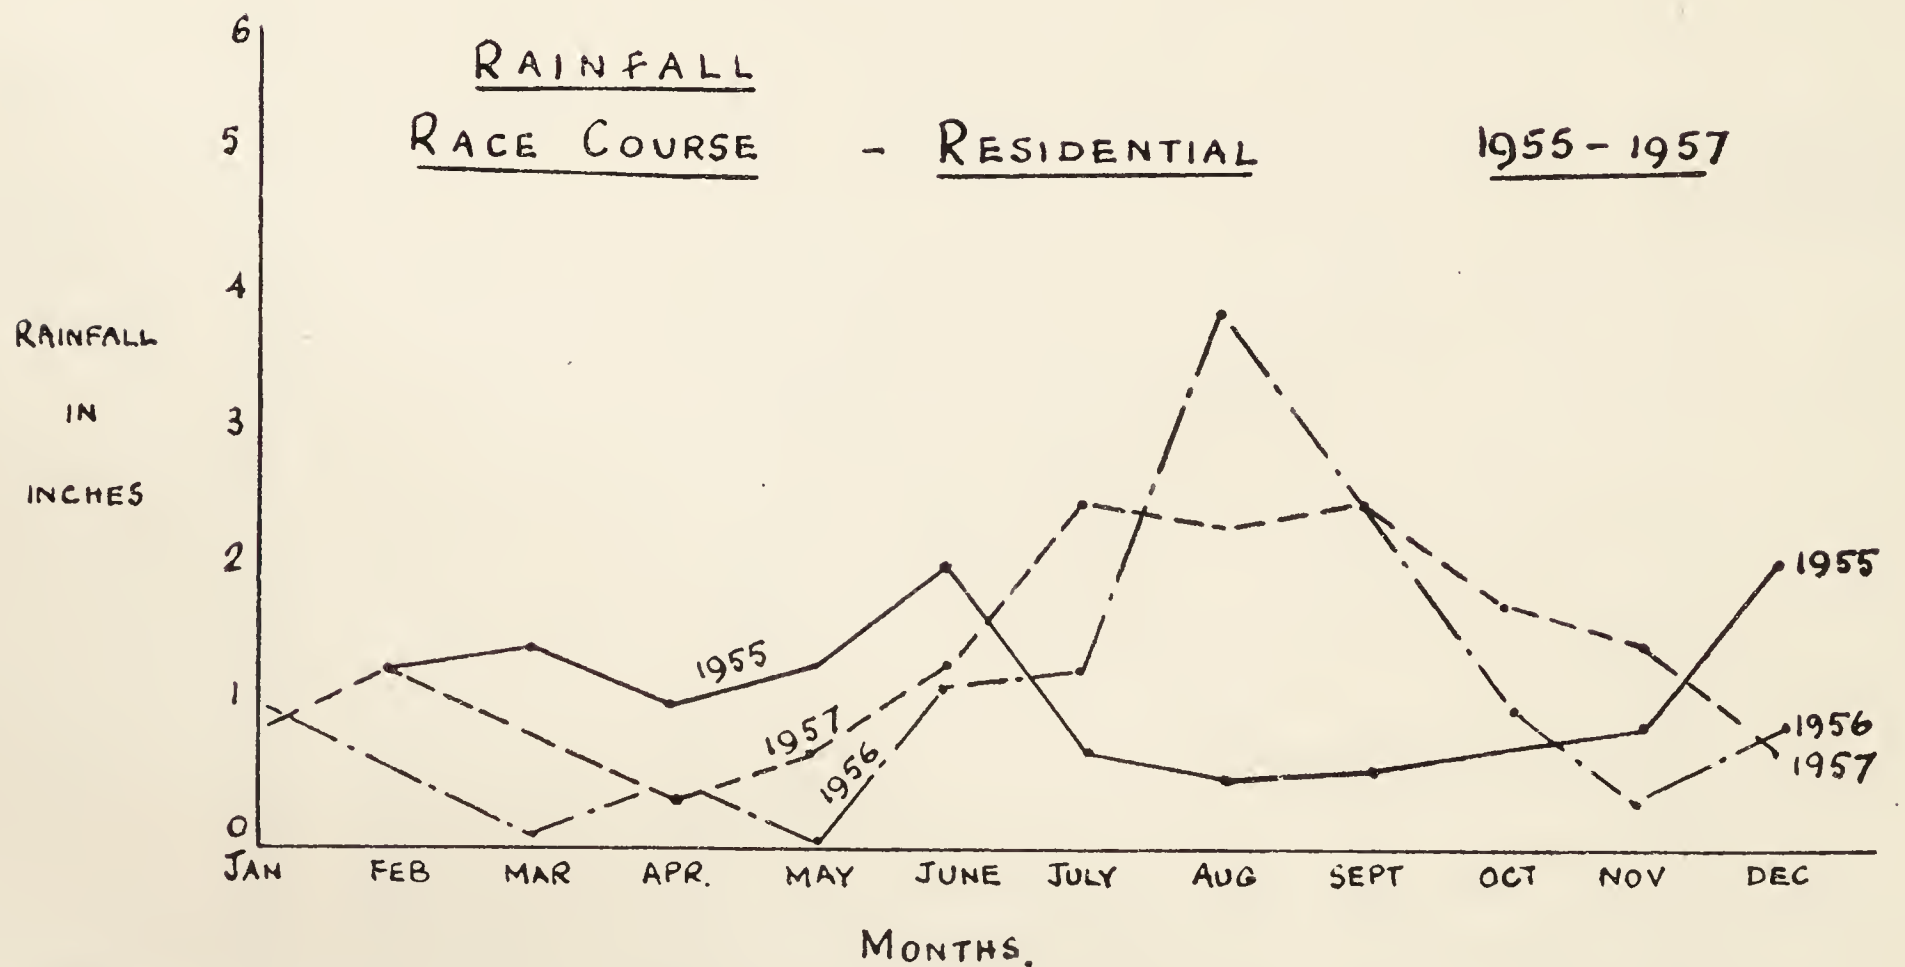 RAINFALL
RACE COURSE - RESIDENTIAL 1955-1957
6
5
4
3
2
1
0
RAINFALL
IN
INCHES
1955
1957
1956
1955
1956
1957
JAN FEB MAR APR. MAY JUNE JULY AUG SEPT OCT NOV DEC
MONTHS.